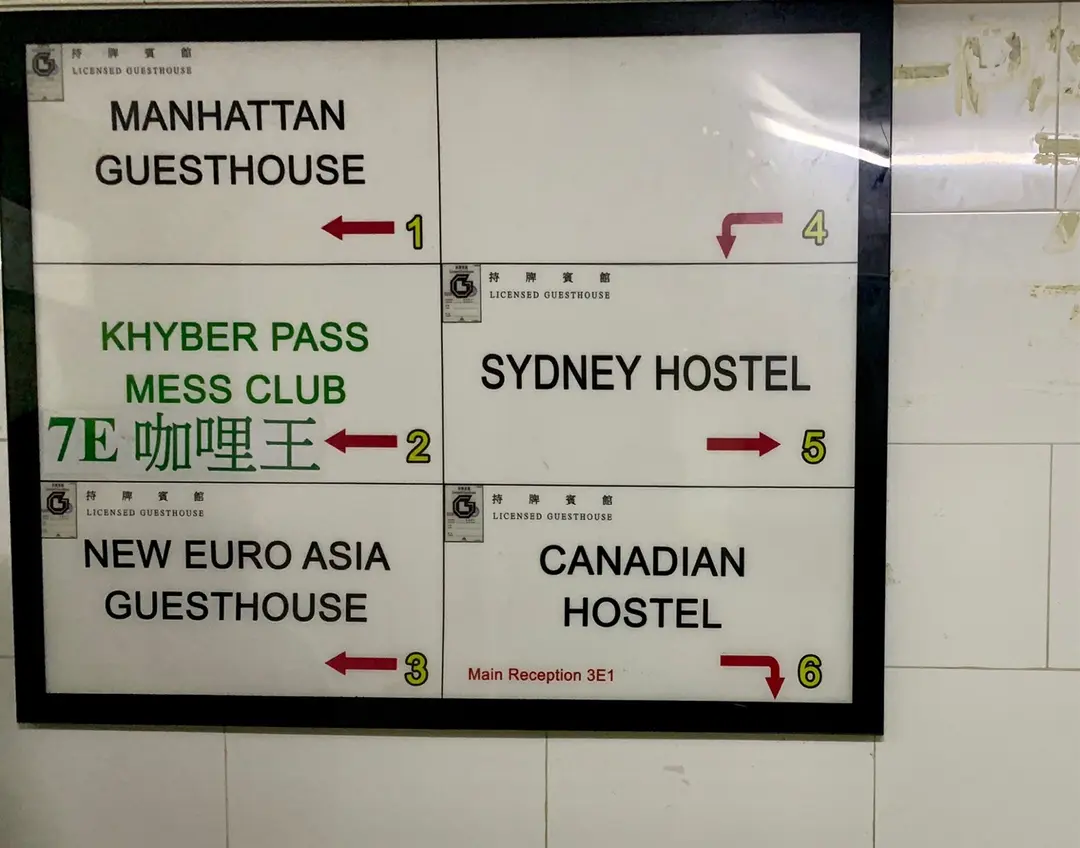 持牌賓館
LICENSED GUESTHOUSE
MANHATTAN
GUESTHOUSE
1
4
KHYBER PASS
MESS CLUB
7E 咖哩王
2
持牌賓館
LICENSED GUESTHOUSE
SYDNEY HOSTEL
5
持牌賓館
LICENSED GUESTHOUSE
NEW EURO ASIA
GUESTHOUSE
3
持牌賓館
LICENSED GUESTHOUSE
CANADIAN
HOSTEL
Main Reception 3E1
6